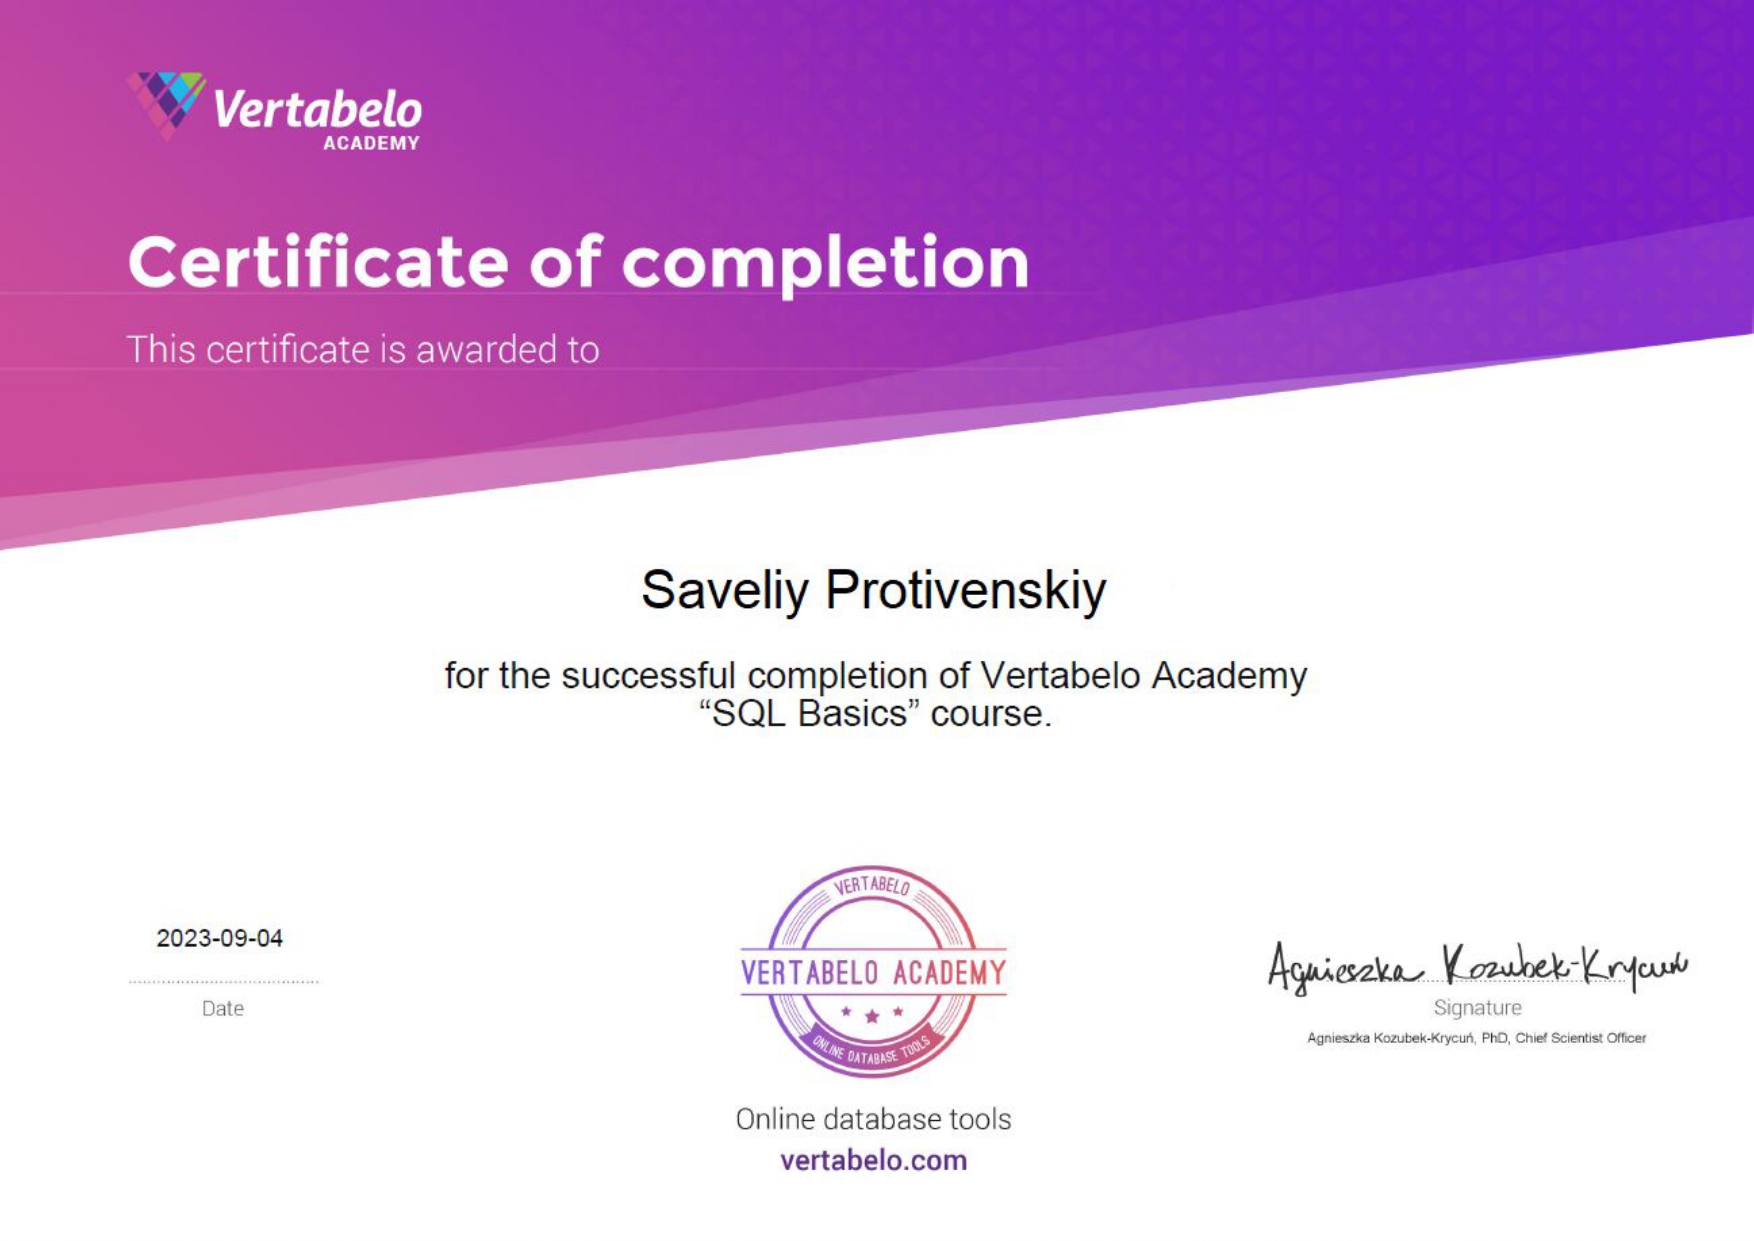 Vertabelo
ACADEMY
Certificate of completion
This certificate is awarded to
Saveliy Protivenskiy
for the successful completion of Vertabelo Academy
“SQL Basics” course.
2023-09-04
Date
VERTABELO
VERTABELO ACADEMY
ONLINE DATABASE TOOLS
Online database tools
vertabelo.com
Agnieszka Kozubek-Krycuń
Signature
Agnieszka Kozubek-Krycuń, PhD, Chief Scientist Officer